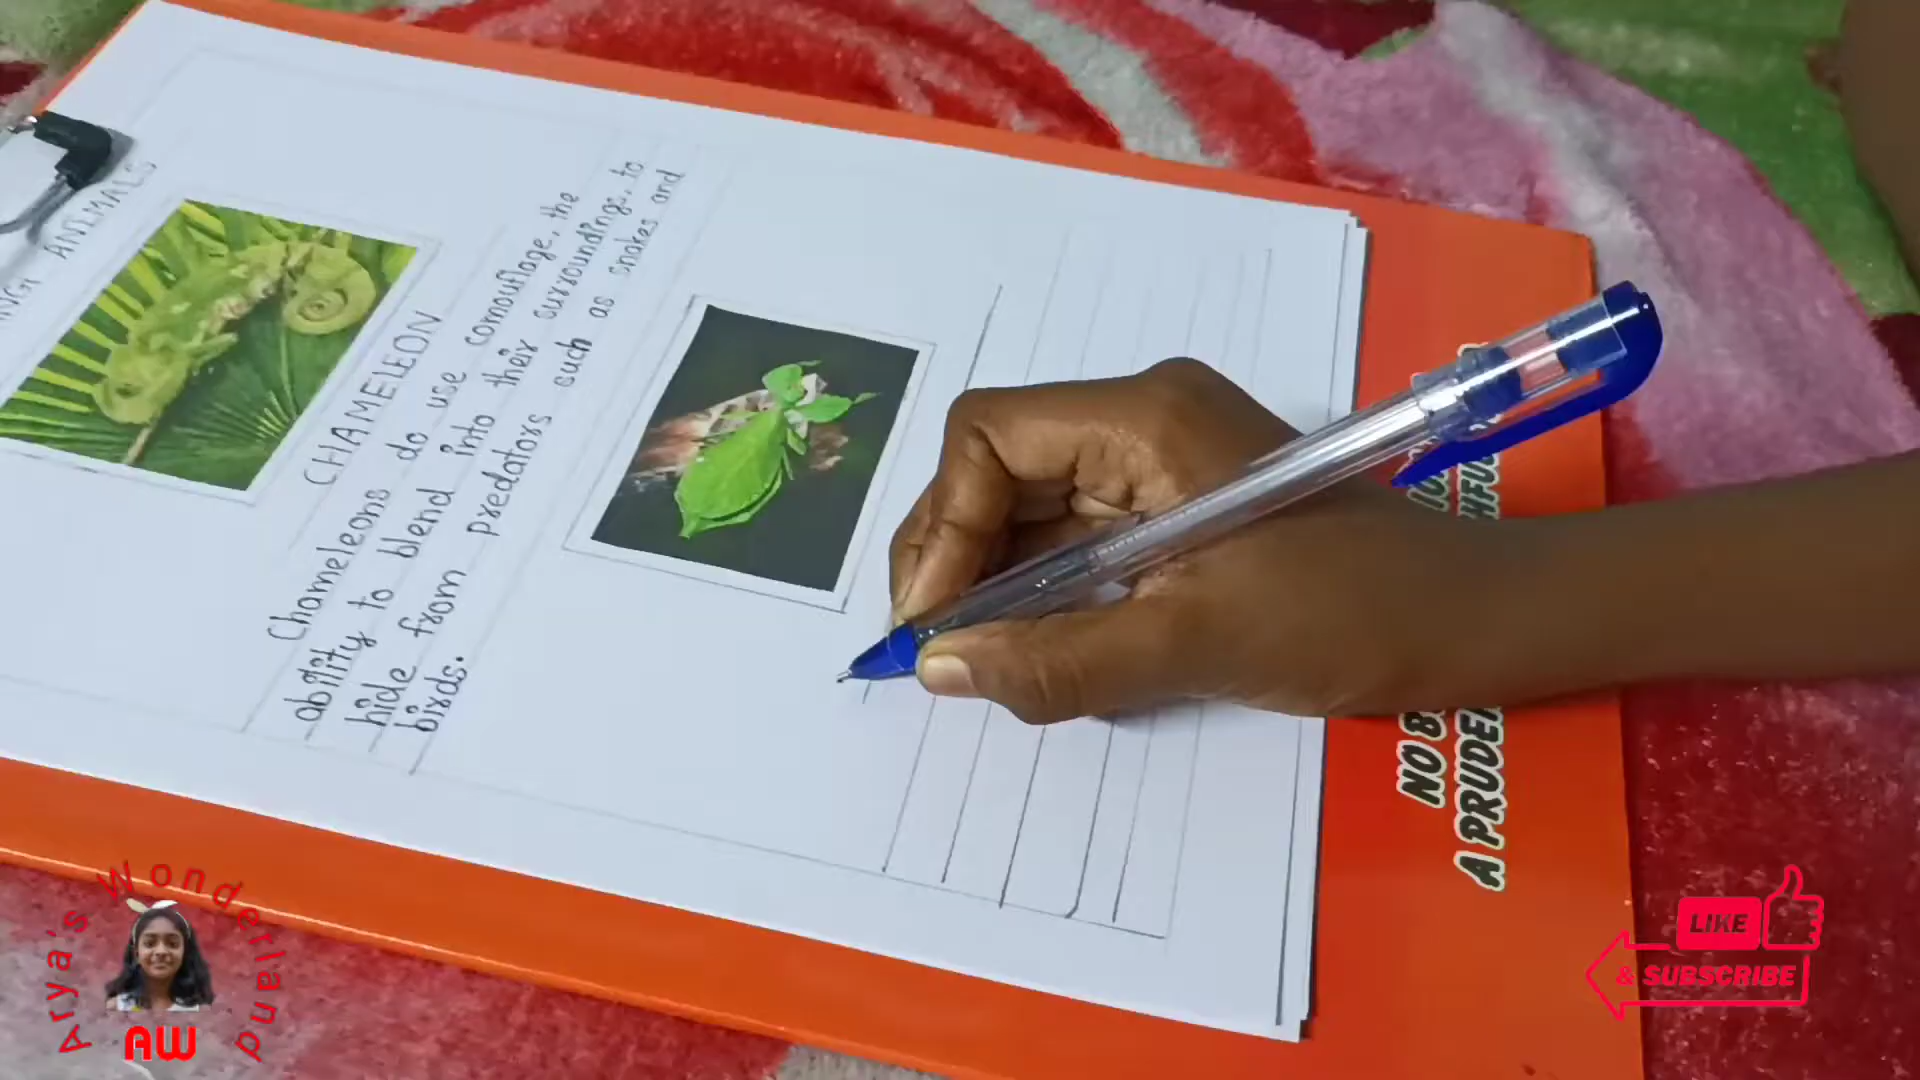 ANIMALS
CHAMELEON
Chameleons do use camouflage, the
ability to blend into their surroundings, to
hide from predators such as snakes and
birds.
NO
A PRUDEN
Arya's Wonderland
AW
LIKE
& SUBSCRIBE